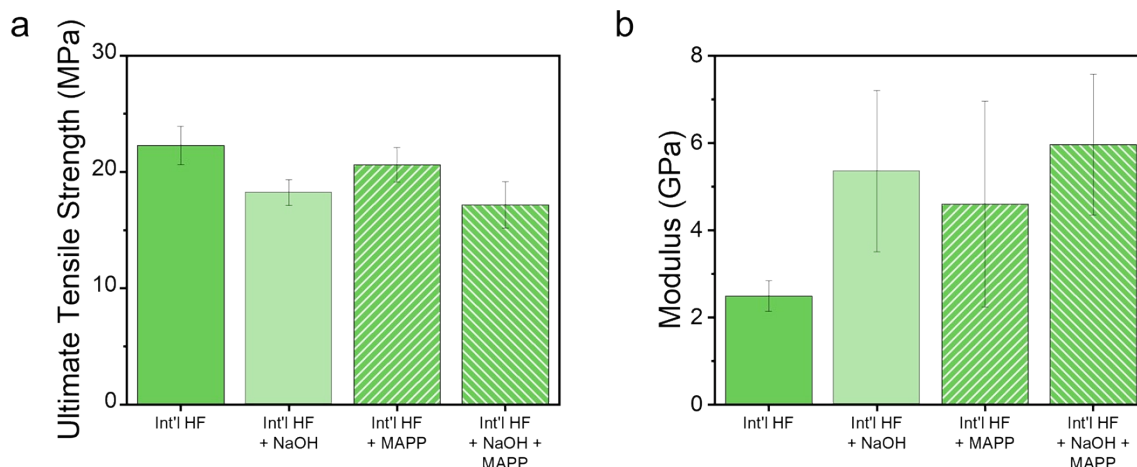 a
Ultimate Tensile Strength (MPa)
30
20
10
0
Int'l HF
Int'l HF
+ NaOH
Int'l HF
+ MAPP
Int'l HF
+ NaOH +
MAPP
b
Modulus (GPa)
8
6
4
2
0
Int'l HF
Int'l HF
+ NaOH
Int'l HF
+ MAPP
Int'l HF
+ NaOH +
MAPP